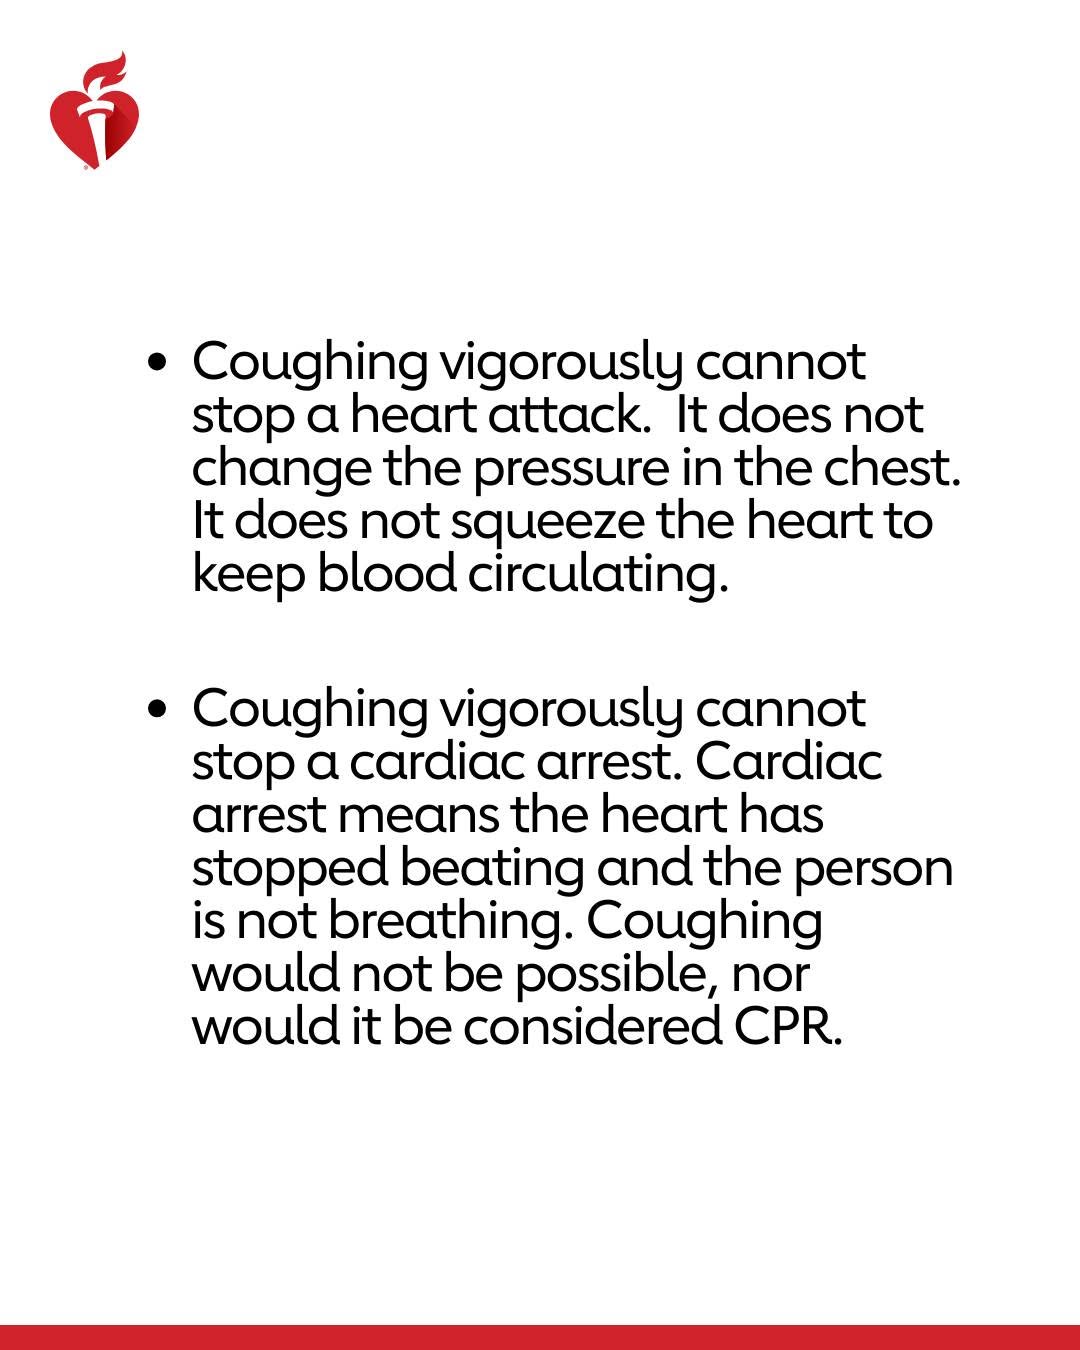 • Coughing vigorously cannot
stop a heart attack.  It does not
change the pressure in the chest.
It does not squeeze the heart to
keep blood circulating.
• Coughing vigorously cannot
stop a cardiac arrest. Cardiac
arrest means the heart has
stopped beating and the person
is not breathing. Coughing
would not be possible, nor
would it be considered CPR.